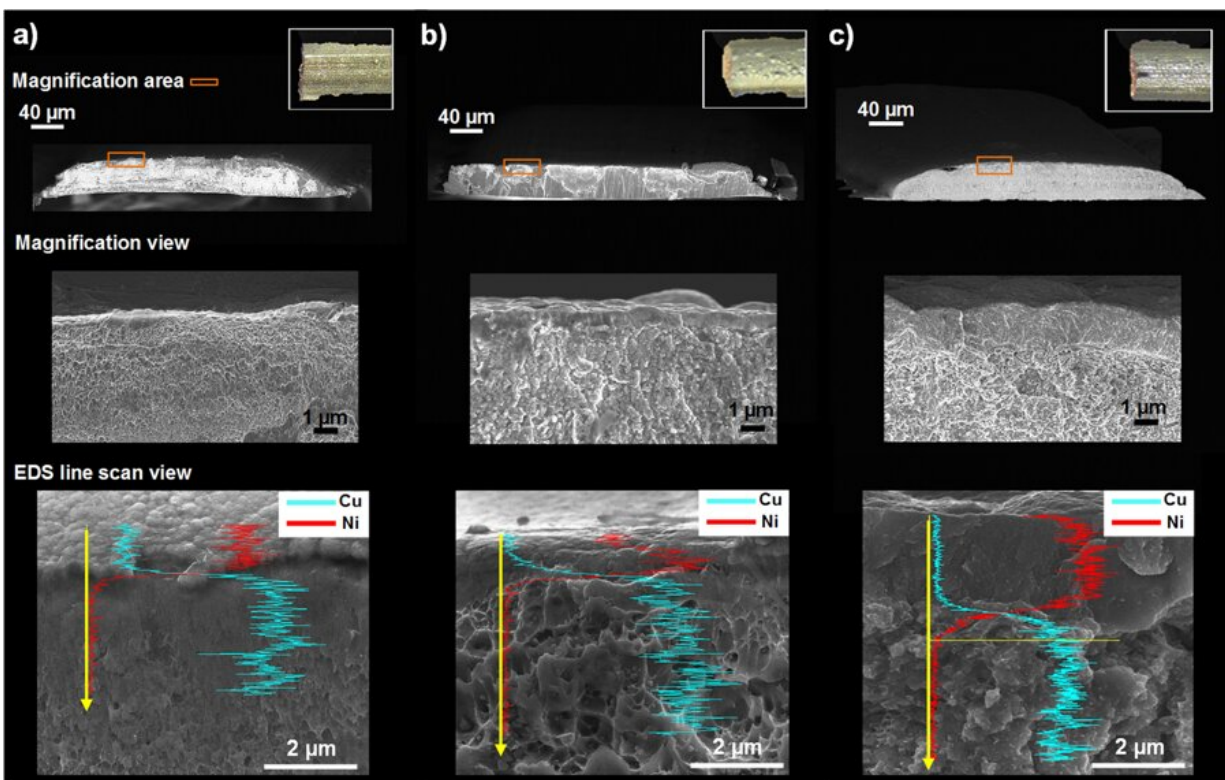 a)
b)
c)
Magnification area
40 µm
40 µm
40 µm
Magnification view
1 µm
1 µm
1 µm
EDS line scan view
Cu
Ni
Cu
Ni
Cu
Ni
2 µm
2 µm
2 µm